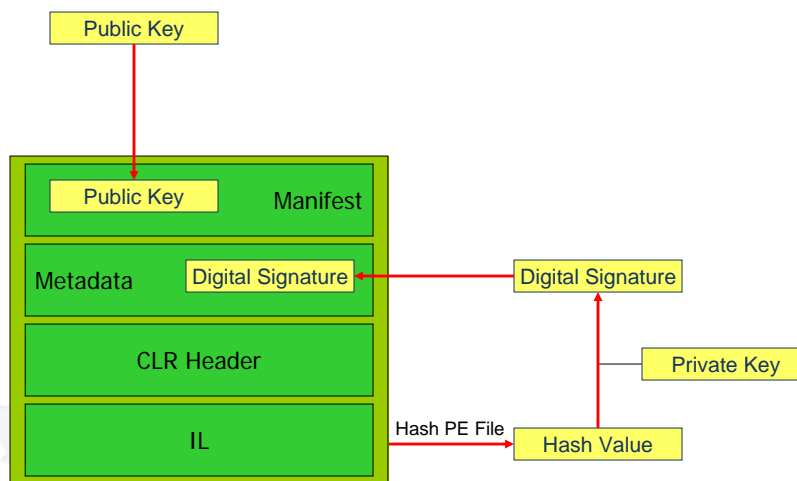 Public Key
Public Key
Manifest
Metadata
Digital Signature
Digital Signature
CLR Header
Private Key
IL
Hash PE File
Hash Value